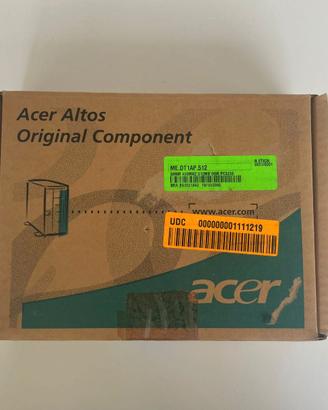 Acer Altos
Original Component
ME.DT1AP.512
www.acer.com
UDC 000000001111219
acer